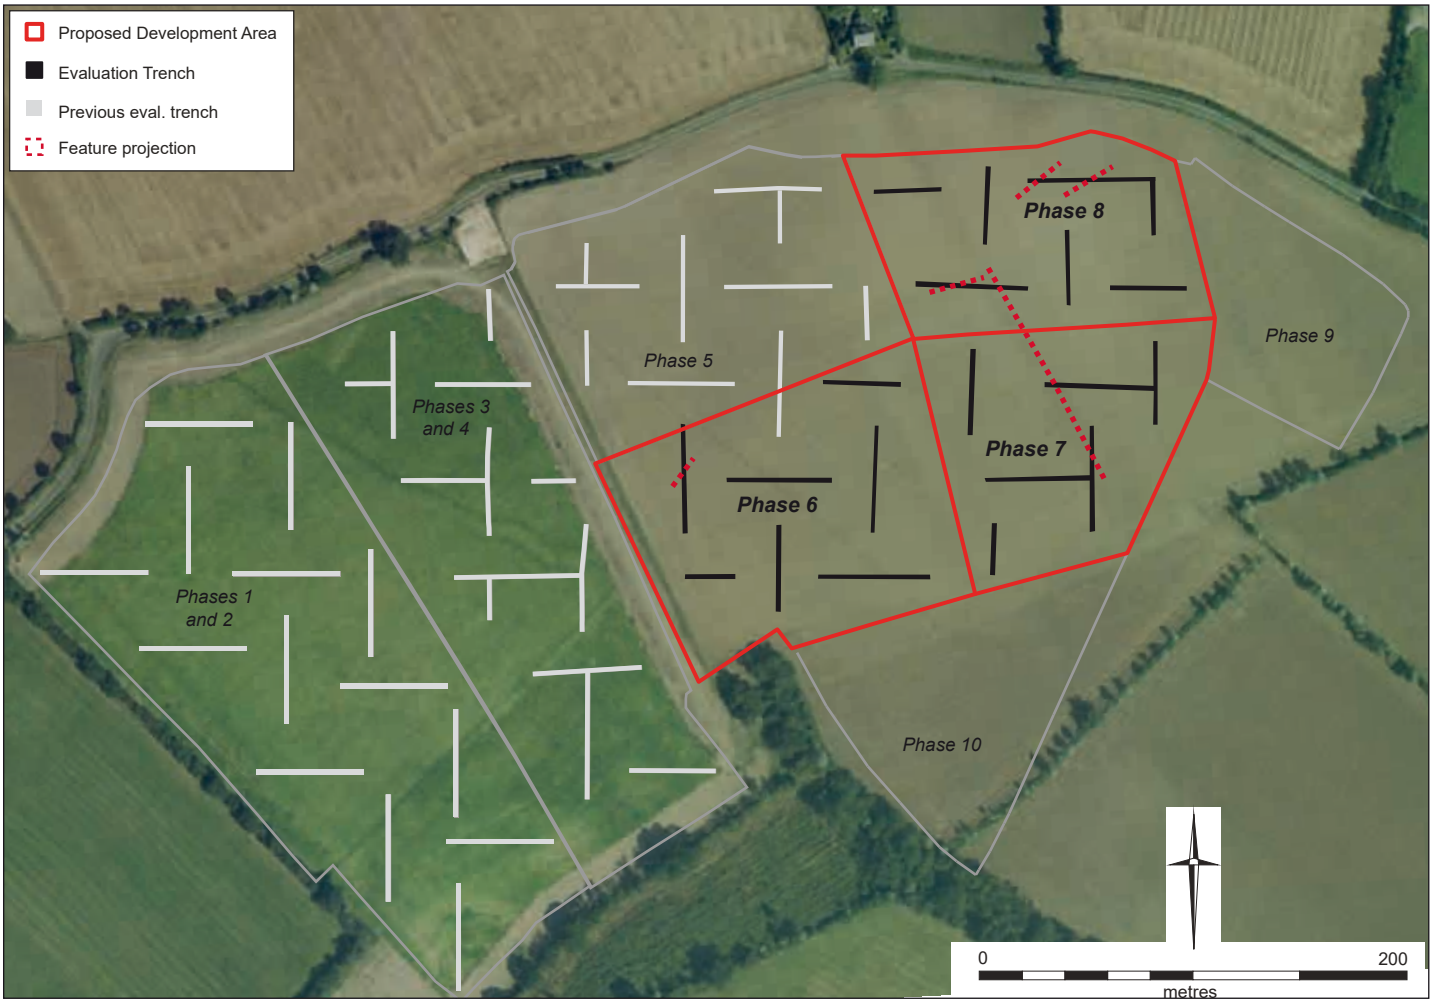 Proposed Development Area
Evaluation Trench
Previous eval. trench
Feature projection
Phase 8
Phase 9
Phase 5
Phases 3
and 4
Phase 7
Phase 6
Phases 1
and 2
Phase 10
0 200
metres